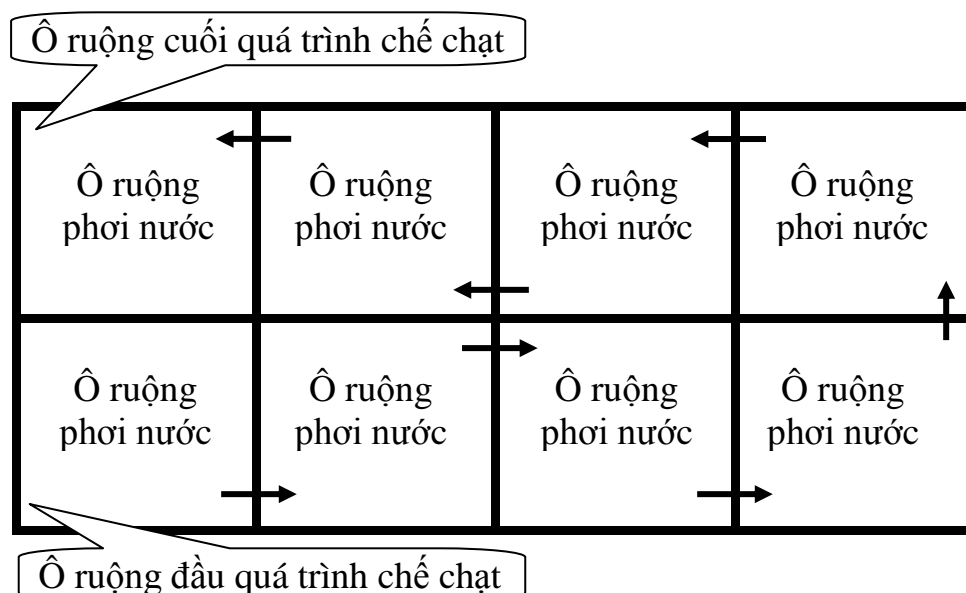 Ô ruộng cuối quá trình chế chạt
Ô ruộng
phơi nước
Ô ruộng
phơi nước
Ô ruộng
phơi nước
Ô ruộng
phơi nước
Ô ruộng
phơi nước
Ô ruộng
phơi nước
Ô ruộng
phơi nước
Ô ruộng
phơi nước
Ô ruộng đầu quá trình chế chạt